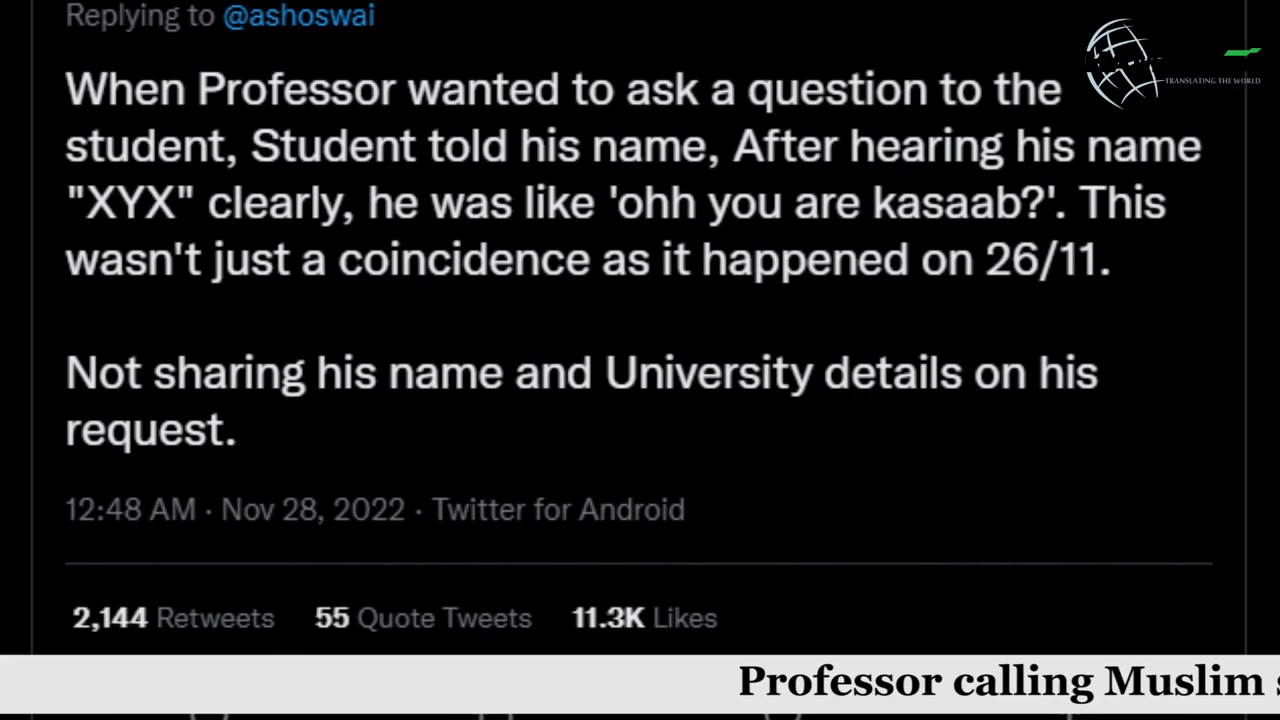 Replying to @ashoswai
TRANSLATING THE WORLD
When Professor wanted to ask a question to the
student, Student told his name, After hearing his name
"XYX" clearly, he was like 'ohh you are kasaab?'. This
wasn't just a coincidence as it happened on 26/11.
Not sharing his name and University details on his
request.
12:48 AM · Nov 28, 2022 · Twitter for Android
2,144 Retweets 55 Quote Tweets 11.3K Likes
Professor calling Muslim